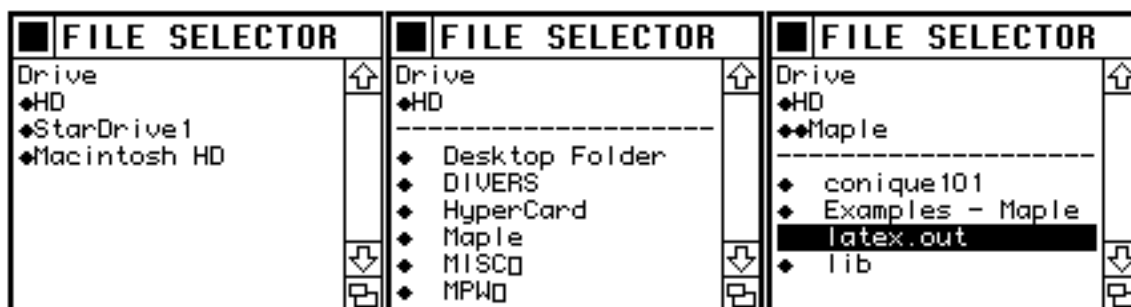 FILE SELECTOR
Drive
◆HD
◆StarDrive1
◆Macintosh HD
FILE SELECTOR
Drive
◆HD
--------------------
◆ Desktop Folder
◆ DIVERS
◆ HyperCard
◆ Maple
◆ MISC▯
◆ MPW▯
FILE SELECTOR
Drive
◆HD
◆◆Maple
--------------------
◆ conique101
◆ Examples - Maple
latex.out
◆ lib